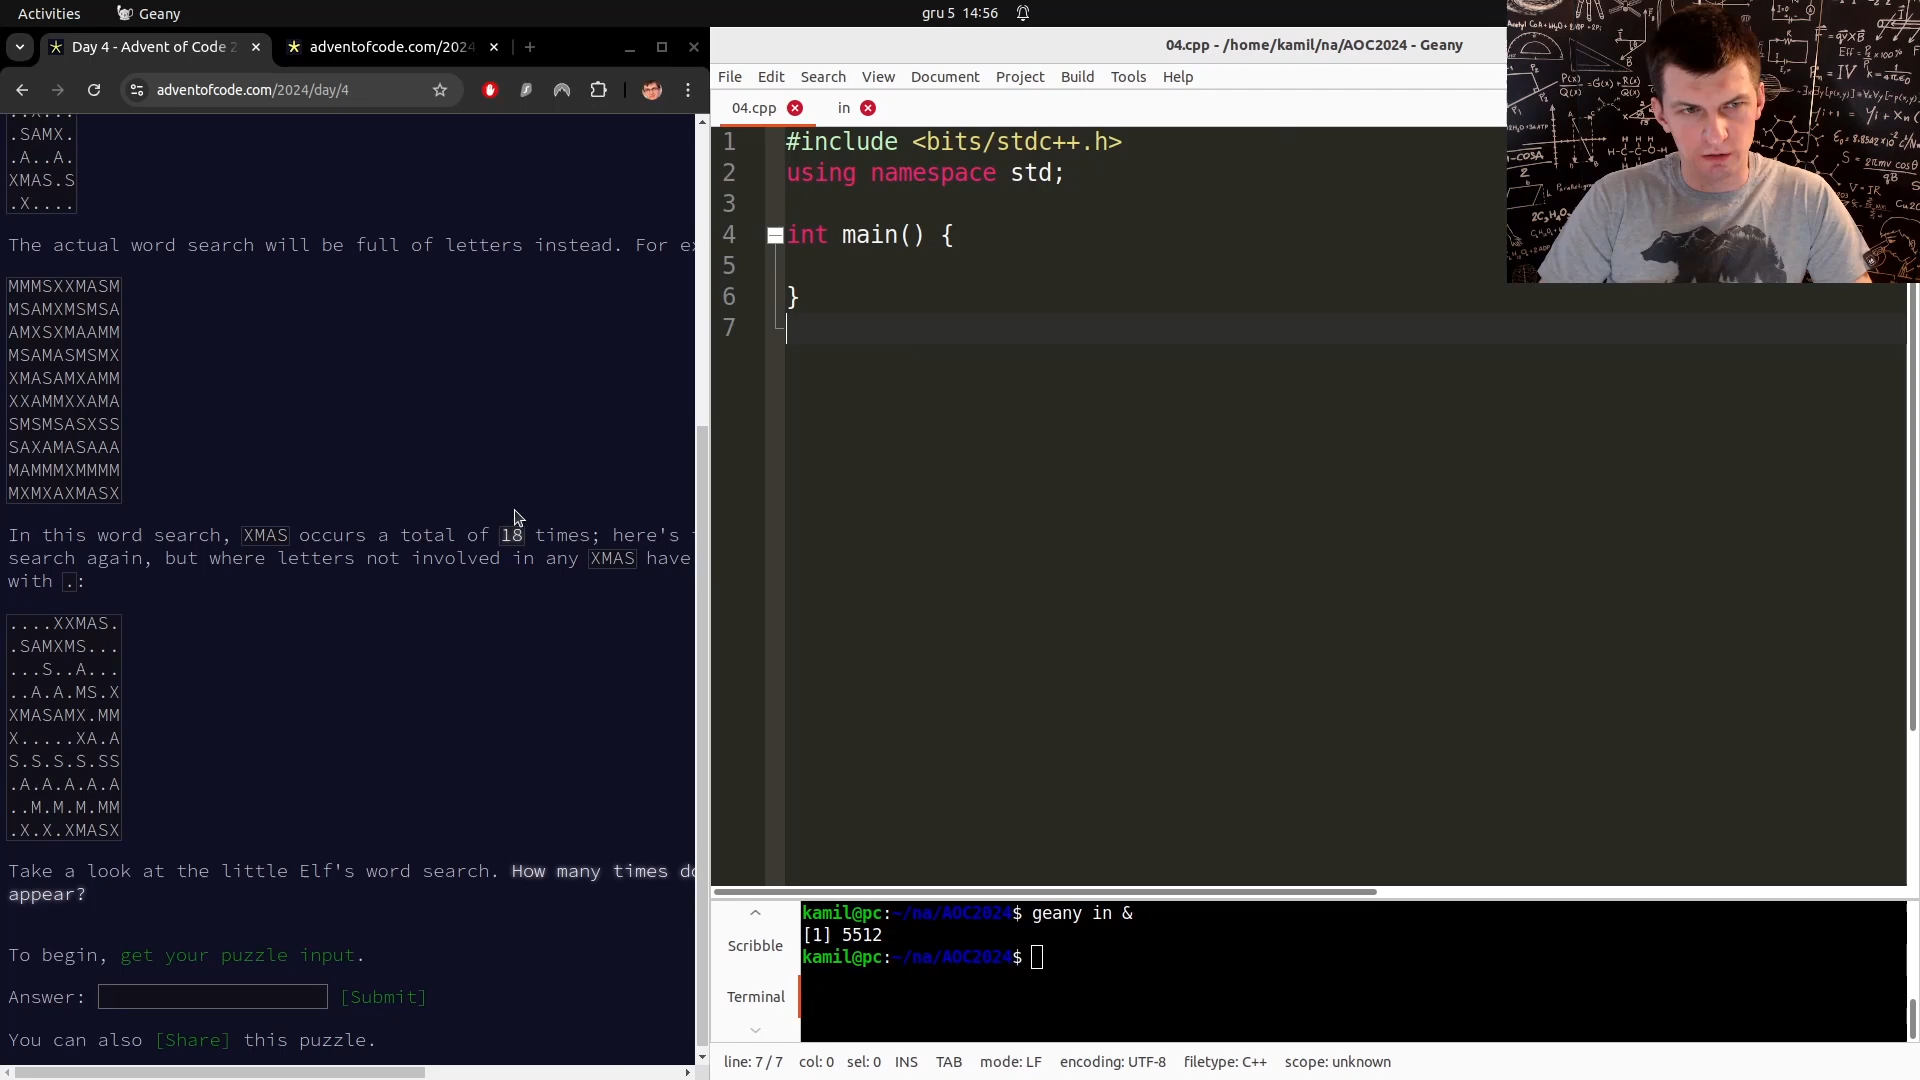 Activities
Geany
gru 5 14:56
Day 4 - Advent of Code 2
adventofcode.com/2024
adventofcode.com/2024/day/4
..X...
.SAMX.
.A..A.
XMAS.S
.X....
The actual word search will be full of letters instead. For ex
MMMSXXMASM
MSAMXMSMSA
AMXSXMAAMM
MSAMASMSMX
XMASAMXAMM
XXAMMXXAMA
SMSMSASXSS
SAXAMASAAA
MAMMMXMMMM
MXMXAXMASX
In this word search, XMAS occurs a total of 18 times; here's
search again, but where letters not involved in any XMAS have
with .:
....XXMAS.
.SAMXMS...
...S..A...
..A.A.MS.X
XMASAMX.MM
X.....XA.A
S.S.S.S.SS
.A.A.A.A.A
..M.M.M.MM
.X.X.XMASX
Take a look at the little Elf's word search. How many times do
appear?
To begin, get your puzzle input.
Answer: [Submit]
You can also [Share] this puzzle.
04.cpp - /home/kamil/na/AOC2024 - Geany
File Edit Search View Document Project Build Tools Help
04.cpp
in
1 #include <bits/stdc++.h>
2 using namespace std;
3
4 int main() {
5
6 }
7
Scribble
Terminal
kamil@pc:~/na/AOC2024$ geany in &
[1] 5512
kamil@pc:~/na/AOC2024$
line: 7 / 7 col: 0 sel: 0 INS TAB mode: LF encoding: UTF-8 filetype: C++ scope: unknown